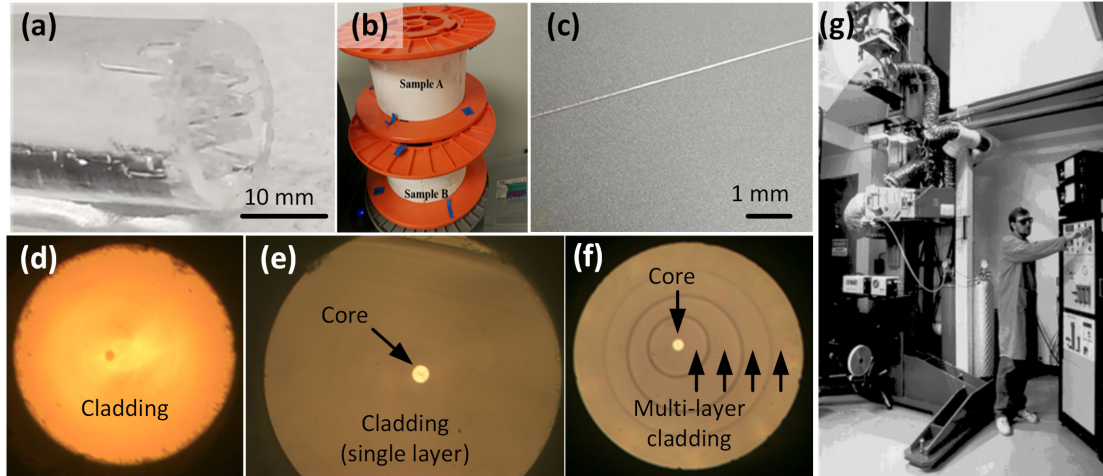 (a)
10 mm
(b)
Sample A
Sample B
(c)
1 mm
(d)
Cladding
(e)
Core
Cladding
(single layer)
(f)
Core
Multi-layer
cladding
(g)